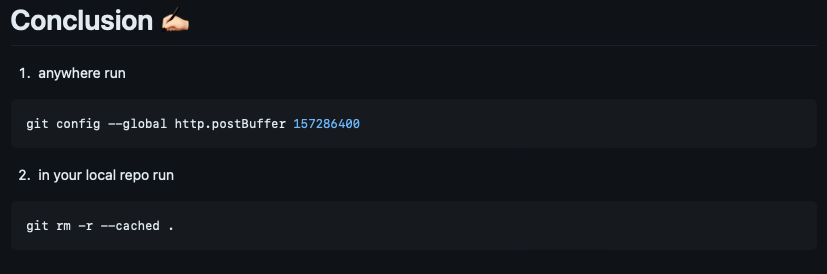 Conclusion ✍🏻
1. anywhere run
git config --global http.postBuffer 157286400
2. in your local repo run
git rm -r --cached .